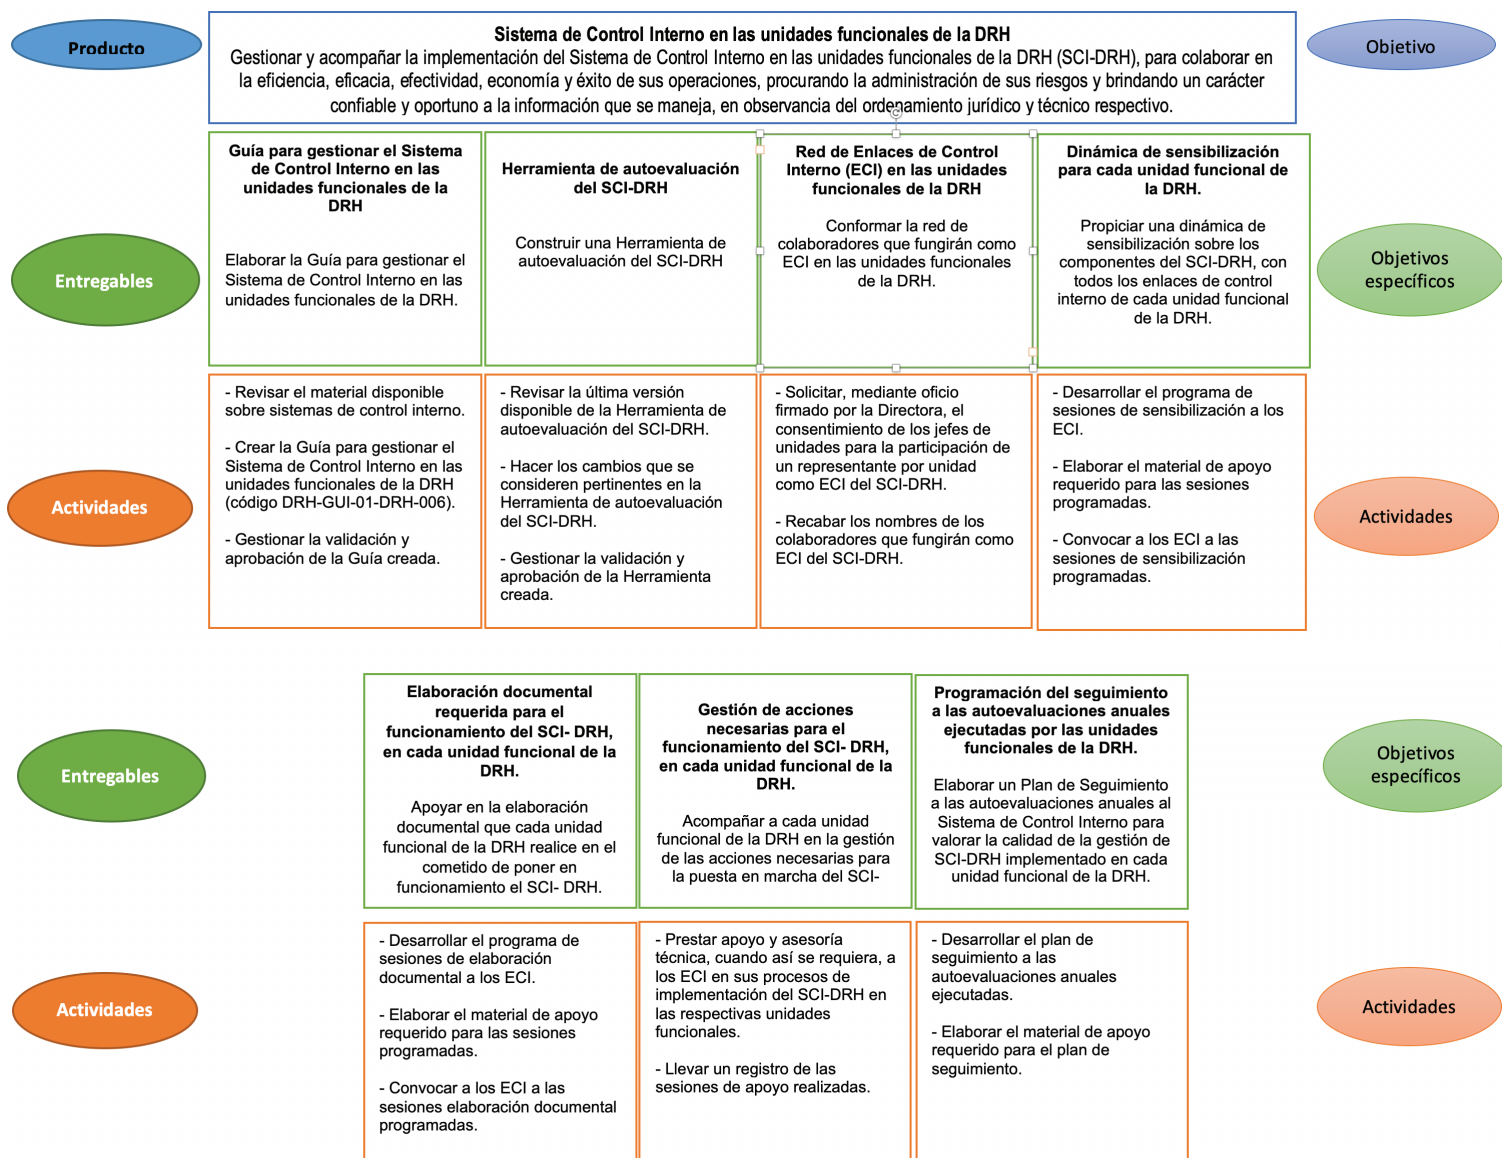 Producto
Sistema de Control Interno en las unidades funcionales de la DRH
Gestionar y acompañar la implementación del Sistema de Control Interno en las unidades funcionales de la DRH (SCI-DRH), para colaborar en
la eficiencia, eficacia, efectividad, economía y éxito de sus operaciones, procurando la administración de sus riesgos y brindando un carácter
confiable y oportuno a la información que se maneja, en observancia del ordenamiento jurídico y técnico respectivo.
Objetivo
Entregables
Guía para gestionar el Sistema
de Control Interno en las
unidades funcionales de la
DRH
Elaborar la Guía para gestionar el
Sistema de Control Interno en las
unidades funcionales de la DRH.
Herramienta de autoevaluación
del SCI-DRH
Construir una Herramienta de
autoevaluación del SCI-DRH
Red de Enlaces de Control
Interno (ECI) en las unidades
funcionales de la DRH
Conformar la red de
colaboradores que fungirán como
ECI en las unidades funcionales
de la DRH.
Dinámica de sensibilización
para cada unidad funcional de
la DRH.
Propiciar una dinámica de
sensibilización sobre los
componentes del SCI-DRH, con
todos los enlaces de control
interno de cada unidad funcional
de la DRH.
Objetivos
específicos
Actividades
- Revisar el material disponible
sobre sistemas de control interno.
- Crear la Guía para gestionar el
Sistema de Control Interno en las
unidades funcionales de la DRH
(código DRH-GUI-01-DRH-006).
- Gestionar la validación y
aprobación de la Guía creada.
- Revisar la última versión
disponible de la Herramienta de
autoevaluación del SCI-DRH.
- Hacer los cambios que se
consideren pertinentes en la
Herramienta de autoevaluación
del SCI-DRH.
- Gestionar la validación y
aprobación de la Herramienta
creada.
- Solicitar, mediante oficio
firmado por la Directora, el
consentimiento de los jefes de
unidades para la participación de
un representante por unidad
como ECI del SCI-DRH.
- Recabar los nombres de los
colaboradores que fungirán como
ECI del SCI-DRH.
- Desarrollar el programa de
sesiones de sensibilización a los
ECI.
- Elaborar el material de apoyo
requerido para las sesiones
programadas.
- Convocar a los ECI a las
sesiones de sensibilización
programadas.
Actividades
Entregables
Elaboración documental
requerida para el
funcionamiento del SCI- DRH,
en cada unidad funcional de la
DRH.
Apoyar en la elaboración
documental que cada unidad
funcional de la DRH realice en el
cometido de poner en
funcionamiento el SCI- DRH.
Gestión de acciones
necesarias para el
funcionamiento del SCI- DRH,
en cada unidad funcional de la
DRH.
Acompañar a cada unidad
funcional de la DRH en la gestión
de las acciones necesarias para
la puesta en marcha del SCI-
Programación del seguimiento
a las autoevaluaciones anuales
ejecutadas por las unidades
funcionales de la DRH.
Elaborar un Plan de Seguimiento
a las autoevaluaciones anuales al
Sistema de Control Interno para
valorar la calidad de la gestión de
SCI-DRH implementado en cada
unidad funcional de la DRH.
Objetivos
específicos
Actividades
- Desarrollar el programa de
sesiones de elaboración
documental a los ECI.
- Elaborar el material de apoyo
requerido para las sesiones
programadas.
- Convocar a los ECI a las
sesiones elaboración documental
programadas.
- Prestar apoyo y asesoría
técnica, cuando así se requiera, a
los ECI en sus procesos de
implementación del SCI-DRH en
las respectivas unidades
funcionales.
- Llevar un registro de las
sesiones de apoyo realizadas.
- Desarrollar el plan de
seguimiento a las
autoevaluaciones anuales
ejecutadas.
- Elaborar el material de apoyo
requerido para el plan de
seguimiento.
Actividades